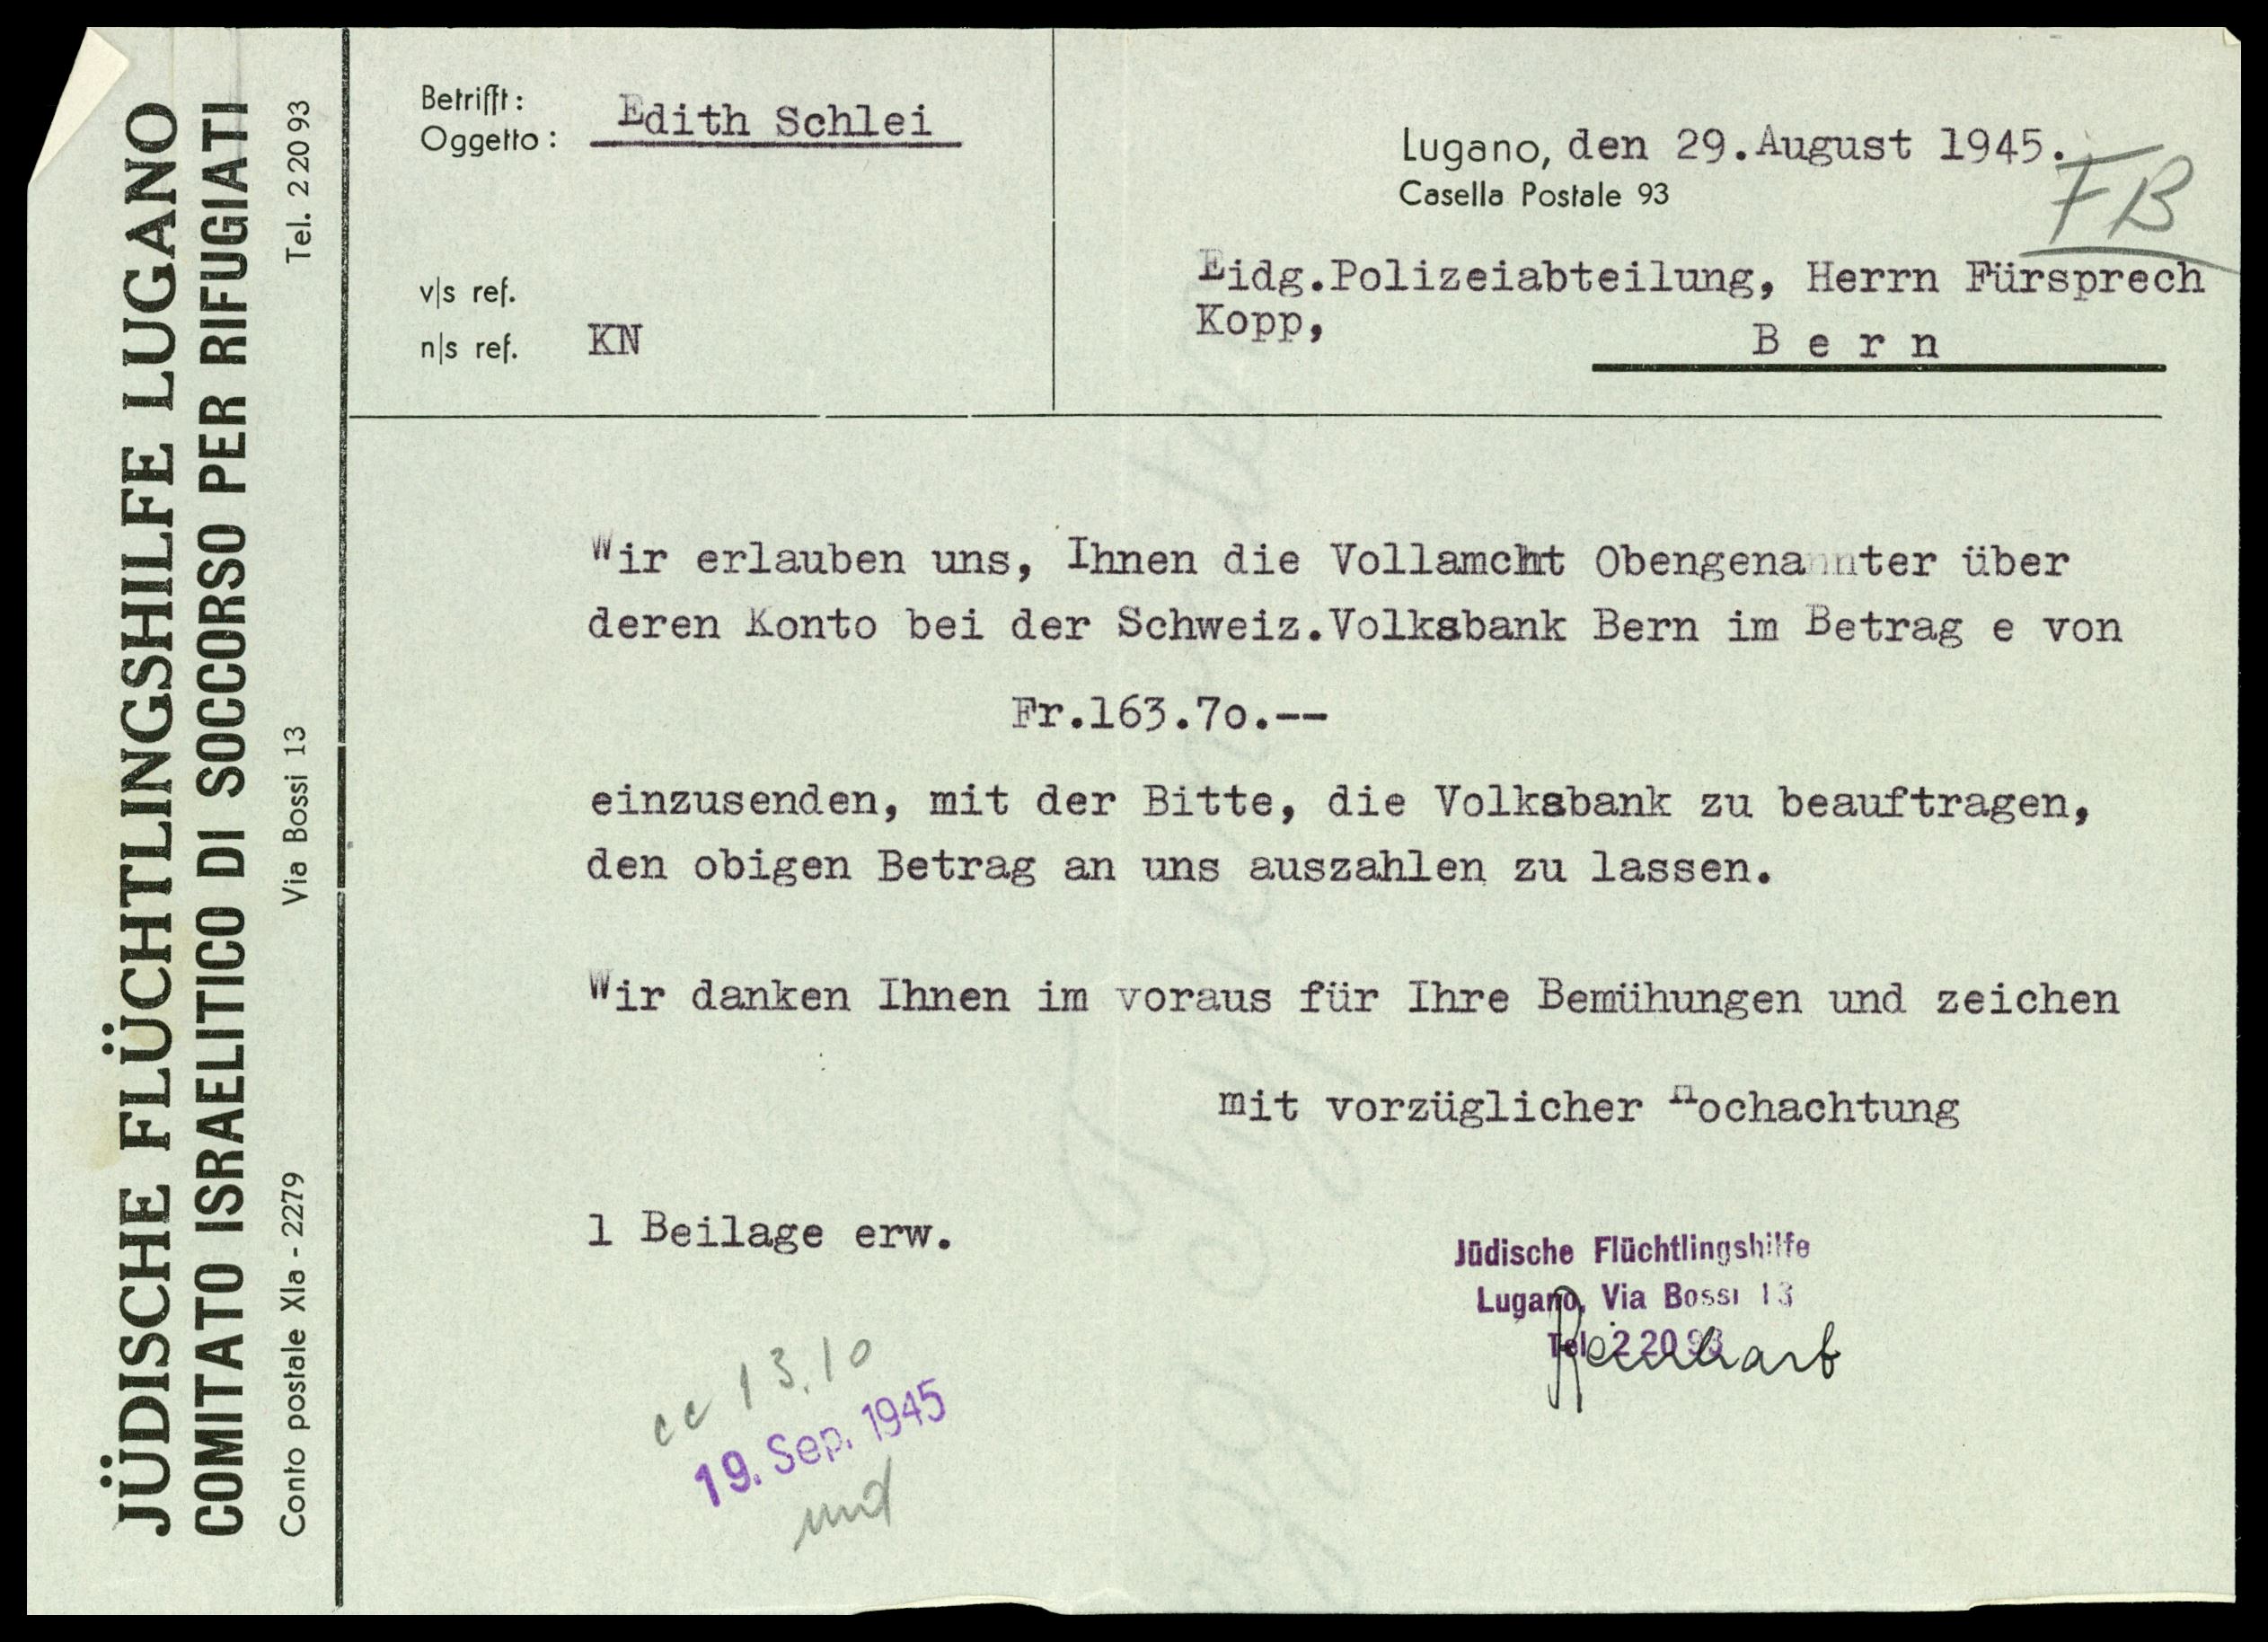 JÜDISCHE FLÜCHTLINGSHILFE LUGANO
COMITATO ISRAELITICO DI SOCCORSO PER RIFUGIATI
Conto postale XIa - 2279 Via Bossi 13 Tel. 2 20 93
Betrifft:
Oggetto: Edith Schlei
v|s ref.
n|s ref. KN
Lugano, den 29.August 1945.
Casella Postale 93
FB
Eidg.Polizeiabteilung, Herrn Fürsprech
Kopp,
B e r n
Wir erlauben uns, Ihnen die Vollamcht Obengenannter über
deren Konto bei der Schweiz.Volksbank Bern im Betrag e von
Fr.163.7o.--
einzusenden, mit der Bitte, die Volksbank zu beauftragen,
den obigen Betrag an uns auszahlen zu lassen.
Wir danken Ihnen im voraus für Ihre Bemühungen und zeichen
mit vorzüglicher Hochachtung
1 Beilage erw.
Jüdische Flüchtlingshilfe
Lugano, Via Bossi 13
Tel. 2 20 93
cc 13.10
19. Sep. 1945